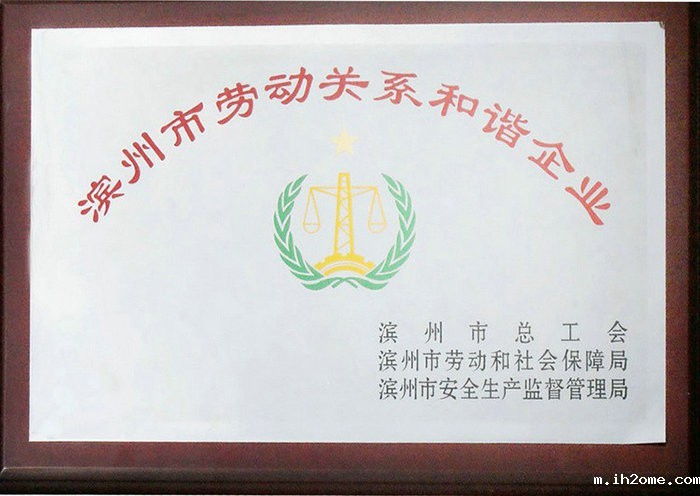 滨州市劳动关系和谐企业
滨州市总工会
滨州市劳动和社会保障局
滨州市安全生产监督管理局
m.ih2ome.com